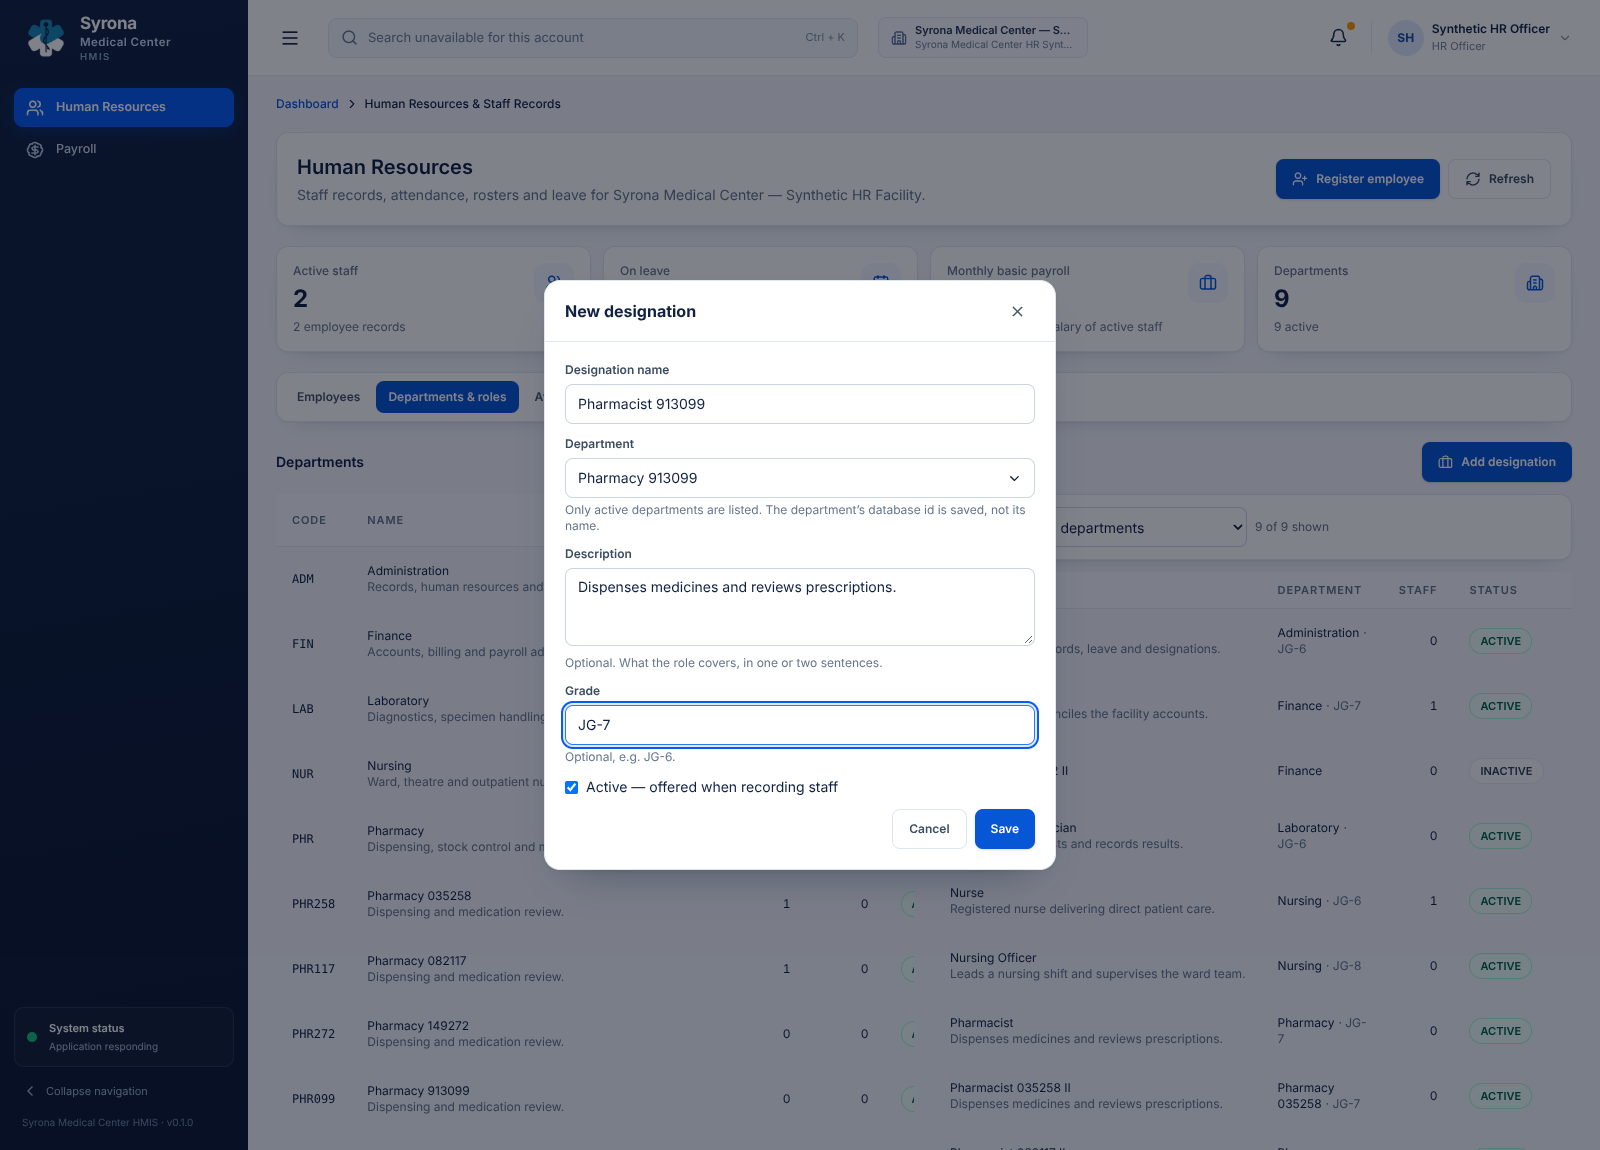 Syrona
Medical Center
HMIS
Human Resources
Payroll
System status
Application responding
Collapse navigation
Syrona Medical Center HMIS · v0.1.0
Search unavailable for this account
Ctrl + K
Syrona Medical Center — S...
Syrona Medical Center HR Synt...
SH
Synthetic HR Officer
HR Officer
Dashboard
Human Resources & Staff Records
Human Resources
Staff records, attendance, rosters and leave for Syrona Medical Center — Synthetic HR Facility.
Register employee
Refresh
Active staff
2
2 employee records
On leave
Monthly basic payroll
alary of active staff
Departments
9
9 active
Employees
Departments & roles
Departments
Add designation
departments
9 of 9 shown
CODE
NAME
ADM
Administration
Records, human resources and
FIN
Finance
Accounts, billing and payroll ad
LAB
Laboratory
Diagnostics, specimen handling
NUR
Nursing
Ward, theatre and outpatient nu
PHR
Pharmacy
Dispensing, stock control and
PHR258
Pharmacy 035258
Dispensing and medication review.
1
0
PHR117
Pharmacy 082117
Dispensing and medication review.
1
0
PHR272
Pharmacy 149272
Dispensing and medication review.
0
0
PHR099
Pharmacy 913099
Dispensing and medication review.
0
0
New designation
Designation name
Pharmacist 913099
Department
Pharmacy 913099
Only active departments are listed. The department’s database id is saved, not its
name.
Description
Dispenses medicines and reviews prescriptions.
Optional. What the role covers, in one or two sentences.
Grade
JG-7
Optional, e.g. JG-6.
Active — offered when recording staff
Cancel
Save
DEPARTMENT
STAFF
STATUS
ords, leave and designations.
Administration ·
JG-6
0
ACTIVE
nciles the facility accounts.
Finance · JG-7
1
ACTIVE
II
Finance
0
INACTIVE
cian
ts and records results.
Laboratory ·
JG-6
0
ACTIVE
Nurse
Registered nurse delivering direct patient care.
Nursing · JG-6
1
ACTIVE
Nursing Officer
Leads a nursing shift and supervises the ward team.
Nursing · JG-8
0
ACTIVE
Pharmacist
Dispenses medicines and reviews prescriptions.
Pharmacy · JG-
7
0
ACTIVE
Pharmacist 035258 II
Dispenses medicines and reviews prescriptions.
Pharmacy
035258 · JG-7
0
ACTIVE